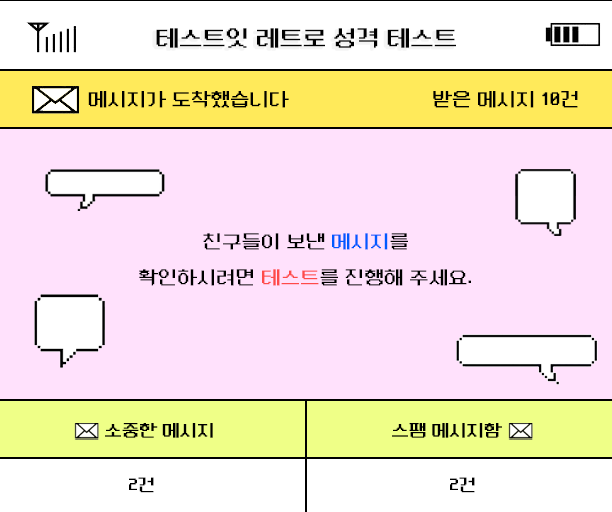 테스트잇 레트로 성격 테스트
메시지가 도착했습니다
받은 메시지 10건
친구들이 보낸 메시지를
확인하시려면 테스트를 진행해 주세요.
소중한 메시지
스팸 메시지함
2건
2건